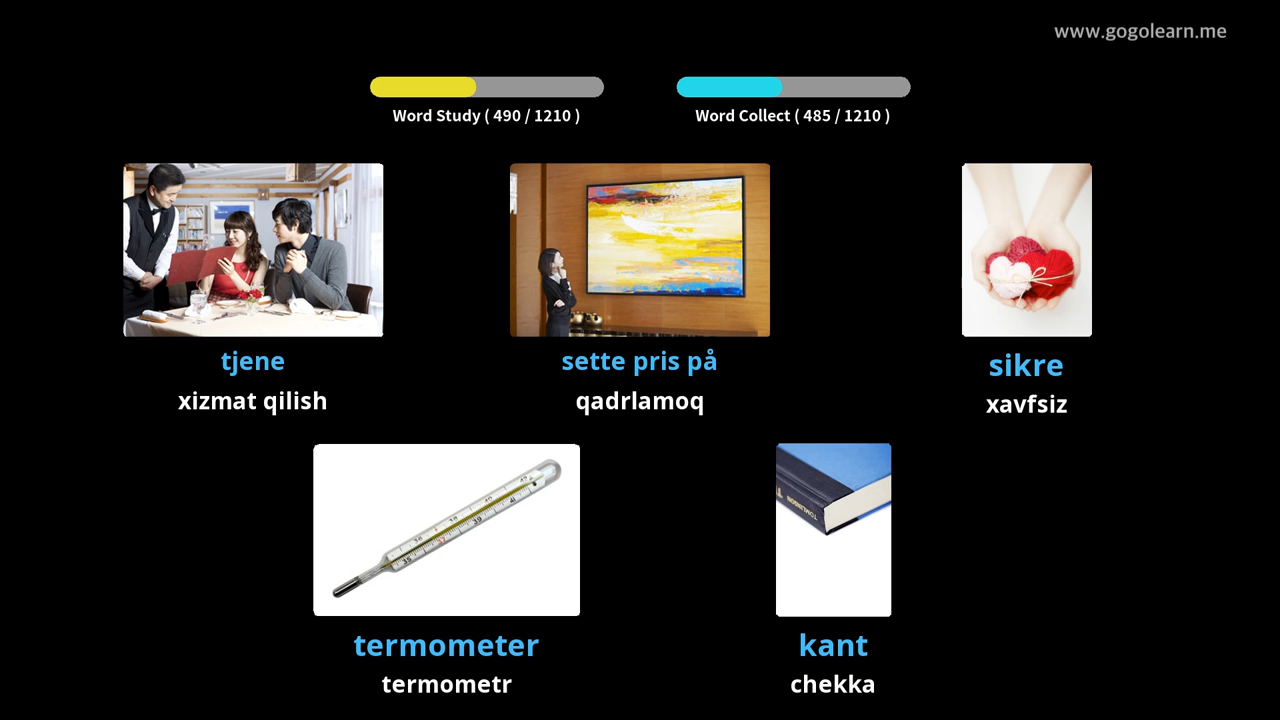 www.gogolearn.me
Word Study ( 490 / 1210 )
Word Collect ( 485 / 1210 )
tjene
xizmat qilish
sette pris på
qadrlamoq
sikre
xavfsiz
TOMLINSON
termometer
termometr
kant
chekka